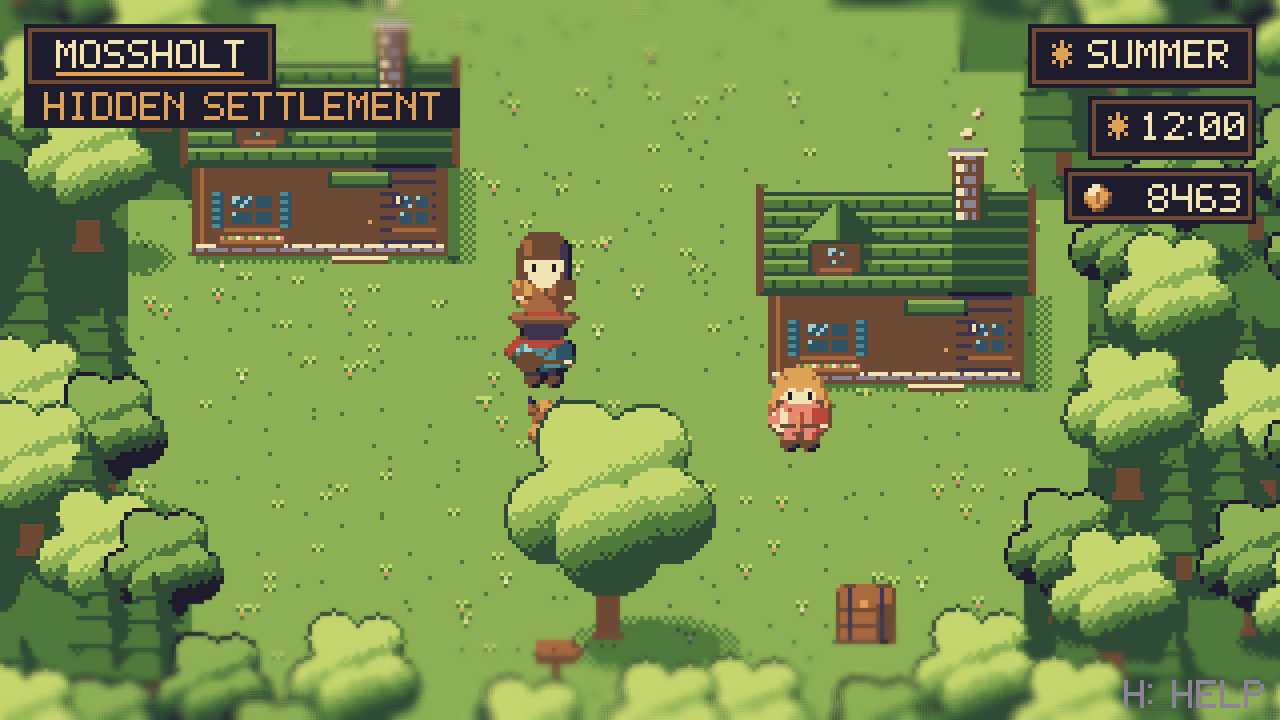 MOSSHOLT
HIDDEN SETTLEMENT
SUMMER
12:00
8463
H: HELP